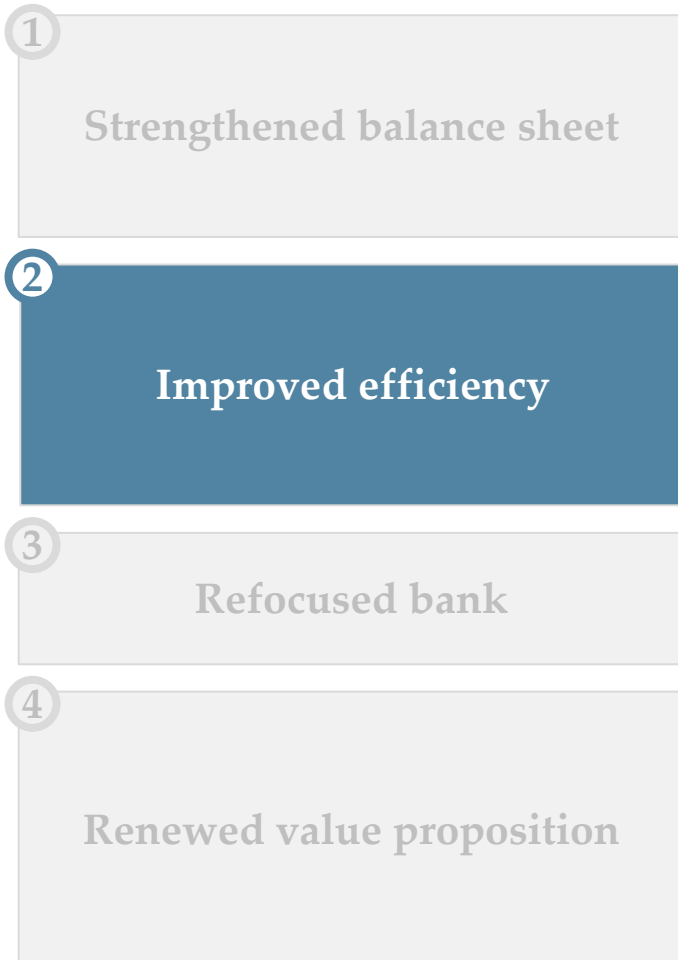 1
Strengthened balance sheet
2
Improved efficiency
3
Refocused bank
4
Renewed value proposition